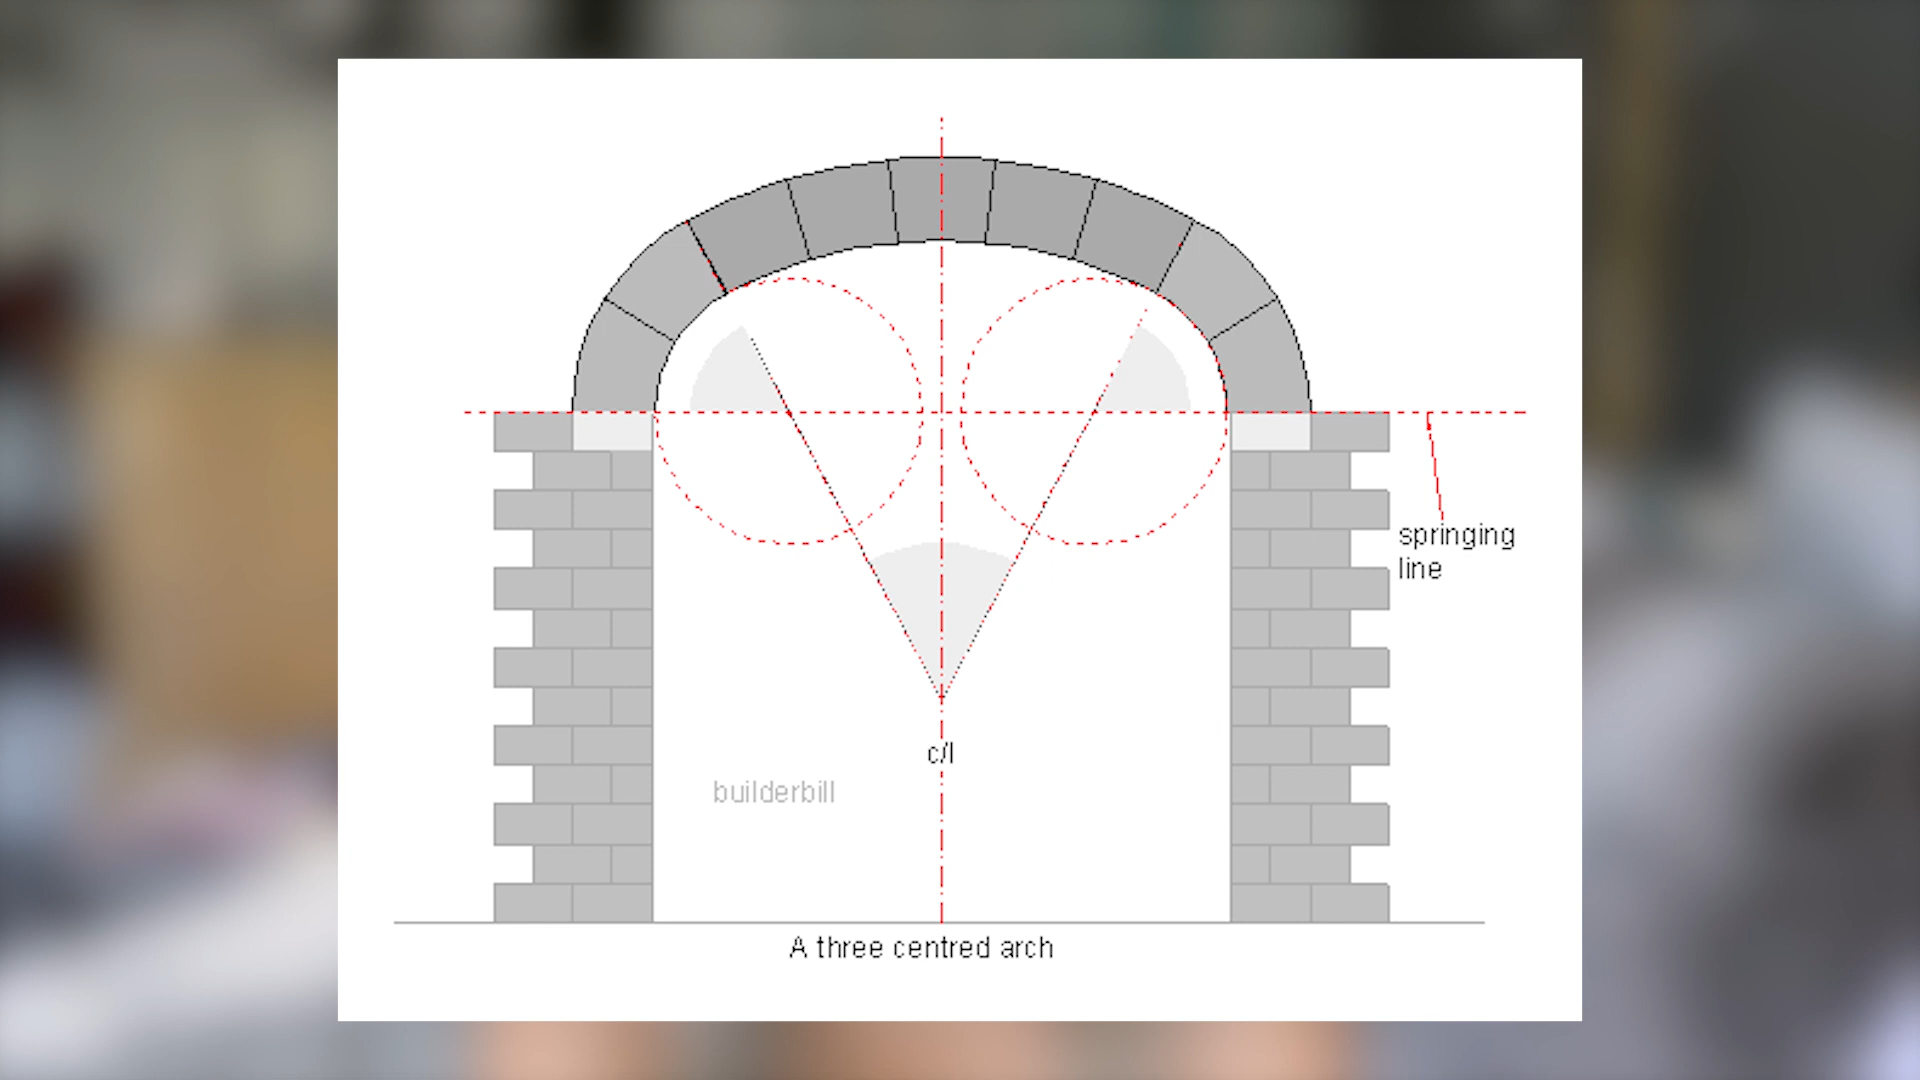 springing
line
c/l
builderbill
A three centred arch